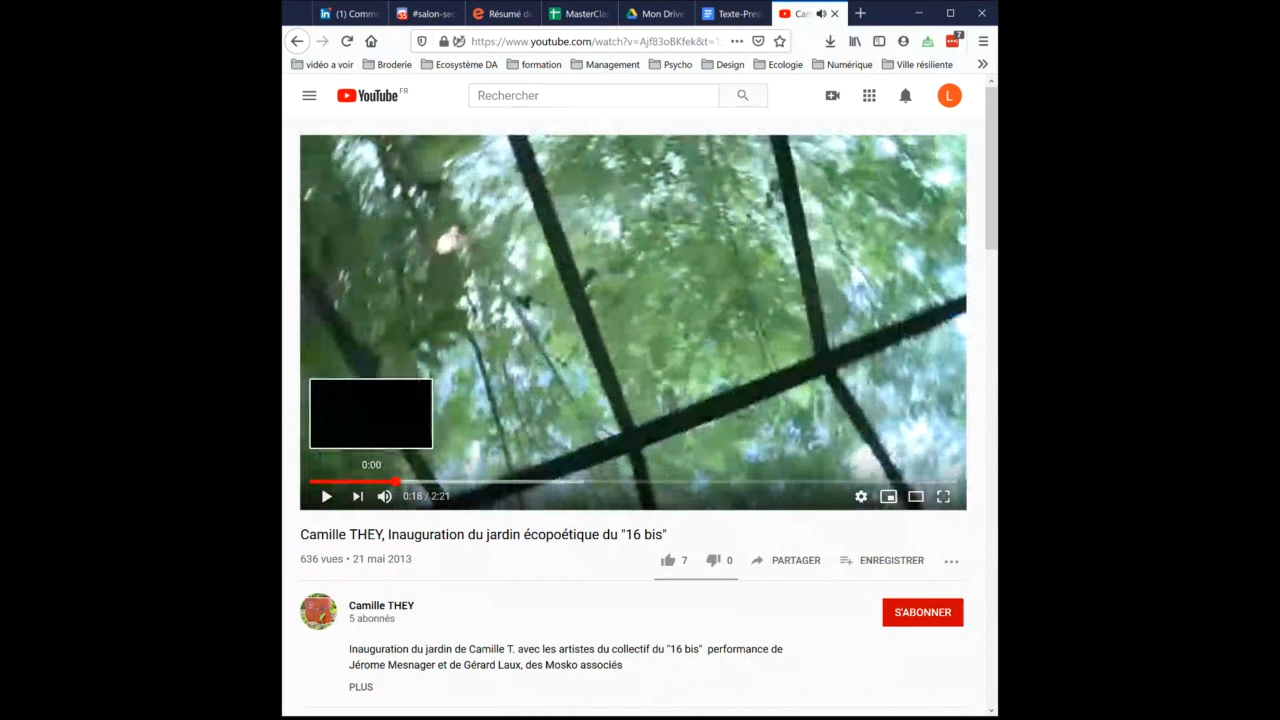 in (1) Comme
#salon-sec
Résumé de
MasterClas
Mon Drive
Texte-Pres
Cam
https://www.youtube.com/watch?v=Ajf83oBKfek&t=1
7
vidéo a voir
Broderie
Ecosystème DA
formation
Management
Psycho
Design
Ecologie
Numérique
Ville résiliente
YouTube FR
Rechercher
L
0:00
0:18 / 2:21
Camille THEY, Inauguration du jardin écopoétique du "16 bis"
636 vues • 21 mai 2013
7
0
PARTAGER
ENREGISTRER
Camille THEY
5 abonnés
S'ABONNER
Inauguration du jardin de Camille T. avec les artistes du collectif du "16 bis" performance de
Jérome Mesnager et de Gérard Laux, des Mosko associés
PLUS